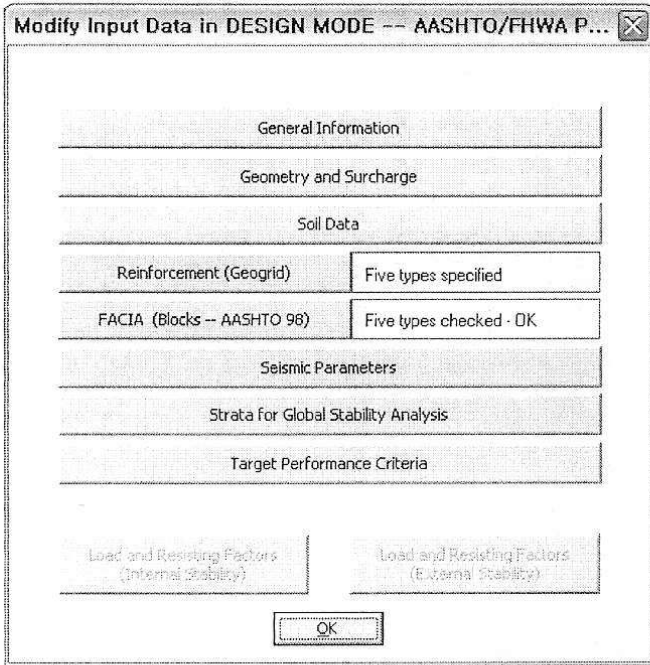 Modify Input Data in DESIGN MODE -- AASHTO/FHWA P...
General Information
Geometry and Surcharge
Soil Data
Reinforcement (Geogrid)
Five types specified
FACIA (Blocks -- AASHTO 98)
Five types checked - OK
Seismic Parameters
Strata for Global Stability Analysis
Target Performance Criteria
Load and Resisting Factors
(Internal Stability)
Load and Resisting Factors
(External Stability)
OK